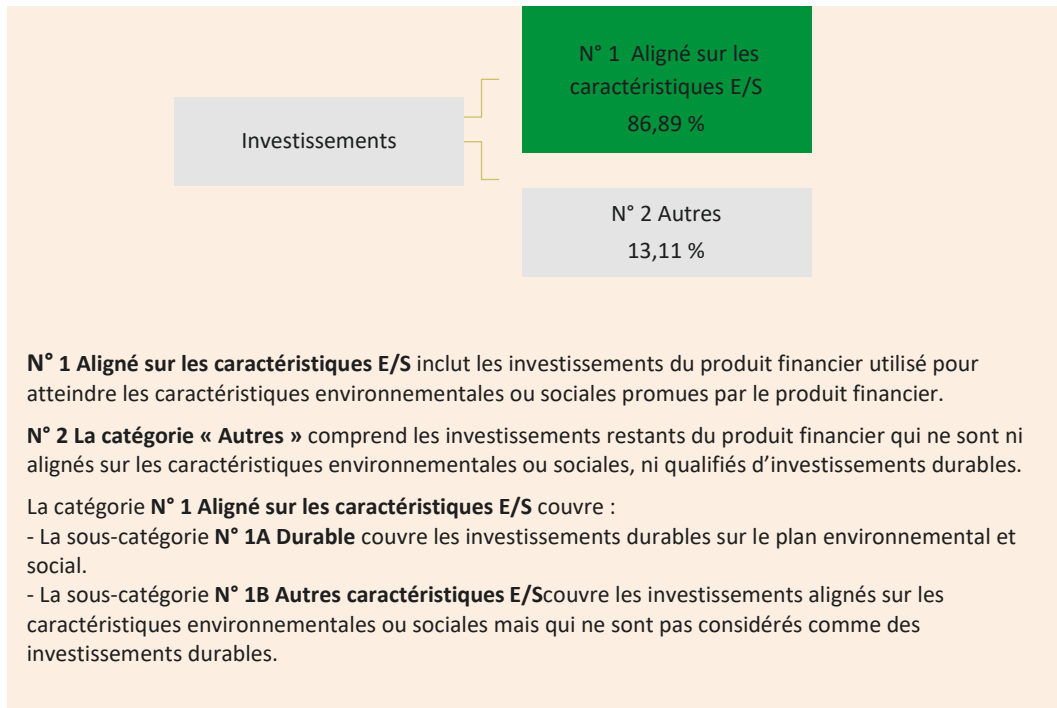 N° 1 Aligné sur les
caractéristiques E/S
86,89 %
Investissements
N° 2 Autres
13,11 %
N° 1 Aligné sur les caractéristiques E/S inclut les investissements du produit financier utilisé pour
atteindre les caractéristiques environnementales ou sociales promues par le produit financier.
N° 2 La catégorie « Autres » comprend les investissements restants du produit financier qui ne sont ni
alignés sur les caractéristiques environnementales ou sociales, ni qualifiés d’investissements durables.
La catégorie N° 1 Aligné sur les caractéristiques E/S couvre :
- La sous-catégorie N° 1A Durable couvre les investissements durables sur le plan environnemental et
social.
- La sous-catégorie N° 1B Autres caractéristiques E/Scouvre les investissements alignés sur les
caractéristiques environnementales ou sociales mais qui ne sont pas considérés comme des
investissements durables.